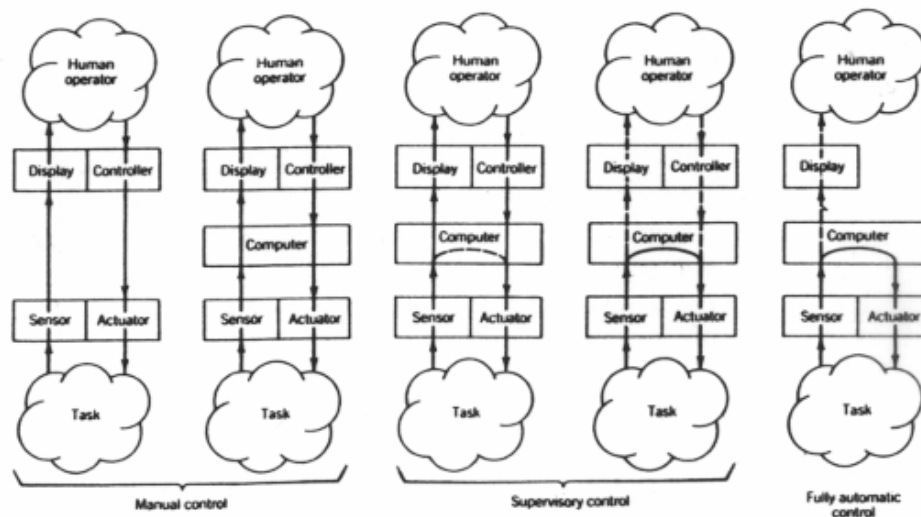 Human
operator
Human
operator
Human
operator
Human
operator
Human
operator
Display Controller
Display Controller
Display Controller
Display Controller
Display
Computer
Computer
Computer
Computer
Sensor Actuator
Sensor Actuator
Sensor Actuator
Sensor Actuator
Sensor Actuator
Task
Task
Task
Task
Task
Manual control
Supervisory control
Fully automatic
control